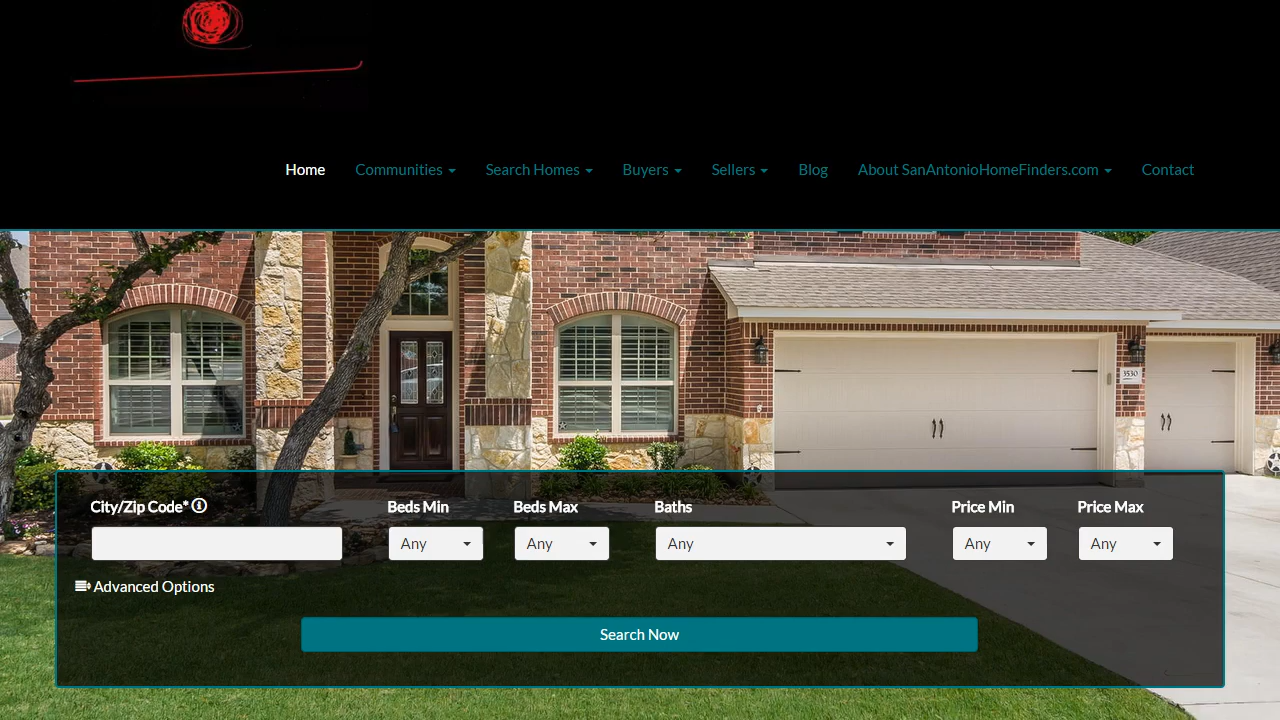 Home Communities Search Homes Buyers Sellers Blog About SanAntonioHomeFinders.com Contact
3530
City/Zip Code* Beds Min Beds Max Baths Price Min Price Max
Any Any Any Any Any
Advanced Options
Search Now